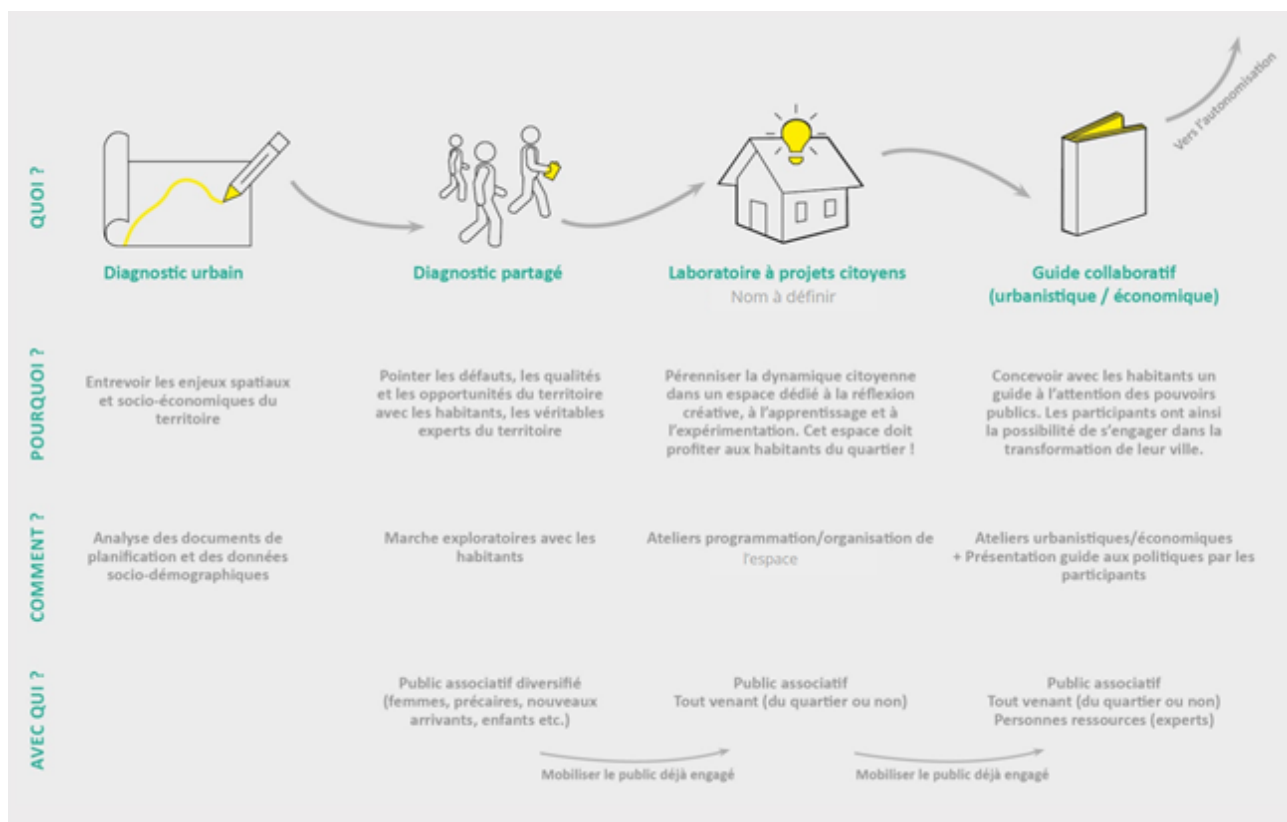 Vers l'autonomisation
QUOI ?
Diagnostic urbain
Diagnostic partagé
Laboratoire à projets citoyens
Nom à définir
Guide collaboratif
(urbanistique / économique)
POURQUOI ?
Entrevoir les enjeux spatiaux
et socio-économiques du
territoire
Pointer les défauts, les qualités
et les opportunités du territoire
avec les habitants, les véritables
experts du territoire
Pérenniser la dynamique citoyenne
dans un espace dédié à la réflexion
créative, à l'apprentissage et à
l'expérimentation. Cet espace doit
profiter aux habitants du quartier !
Concevoir avec les habitants un
guide à l'attention des pouvoirs
publics. Les participants ont ainsi
la possibilité de s'engager dans la
transformation de leur ville.
COMMENT ?
Analyse des documents de
planification et des données
socio-démographiques
Marche exploratoires avec les
habitants
Ateliers programmation/organisation de
l'espace
Ateliers urbanistiques/économiques
+ Présentation guide aux politiques par les
participants
AVEC QUI ?
Public associatif diversifié
(femmes, précaires, nouveaux
arrivants, enfants etc.)
Public associatif
Tout venant (du quartier ou non)
Public associatif
Tout venant (du quartier ou non)
Personnes ressources (experts)
Mobiliser le public déjà engagé
Mobiliser le public déjà engagé